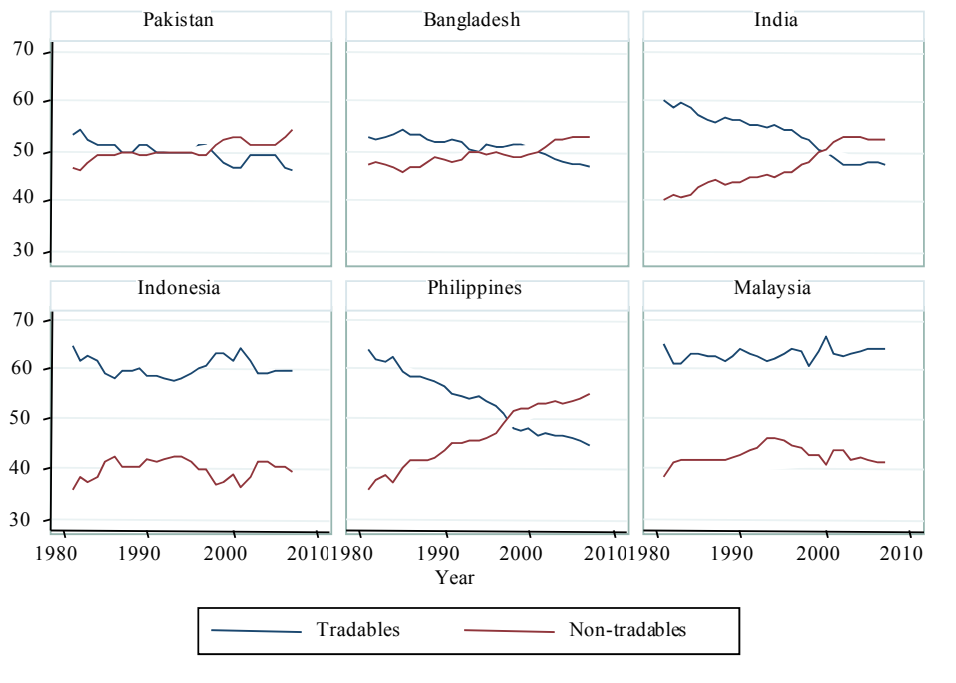 Pakistan Bangladesh India
70
60
50
40
30
Indonesia Philippines Malaysia
70
60
50
40
30
1980 1990 2000 2010 1980 1990 2000 2010 1980 1990 2000 2010
Year
Tradables Non-tradables